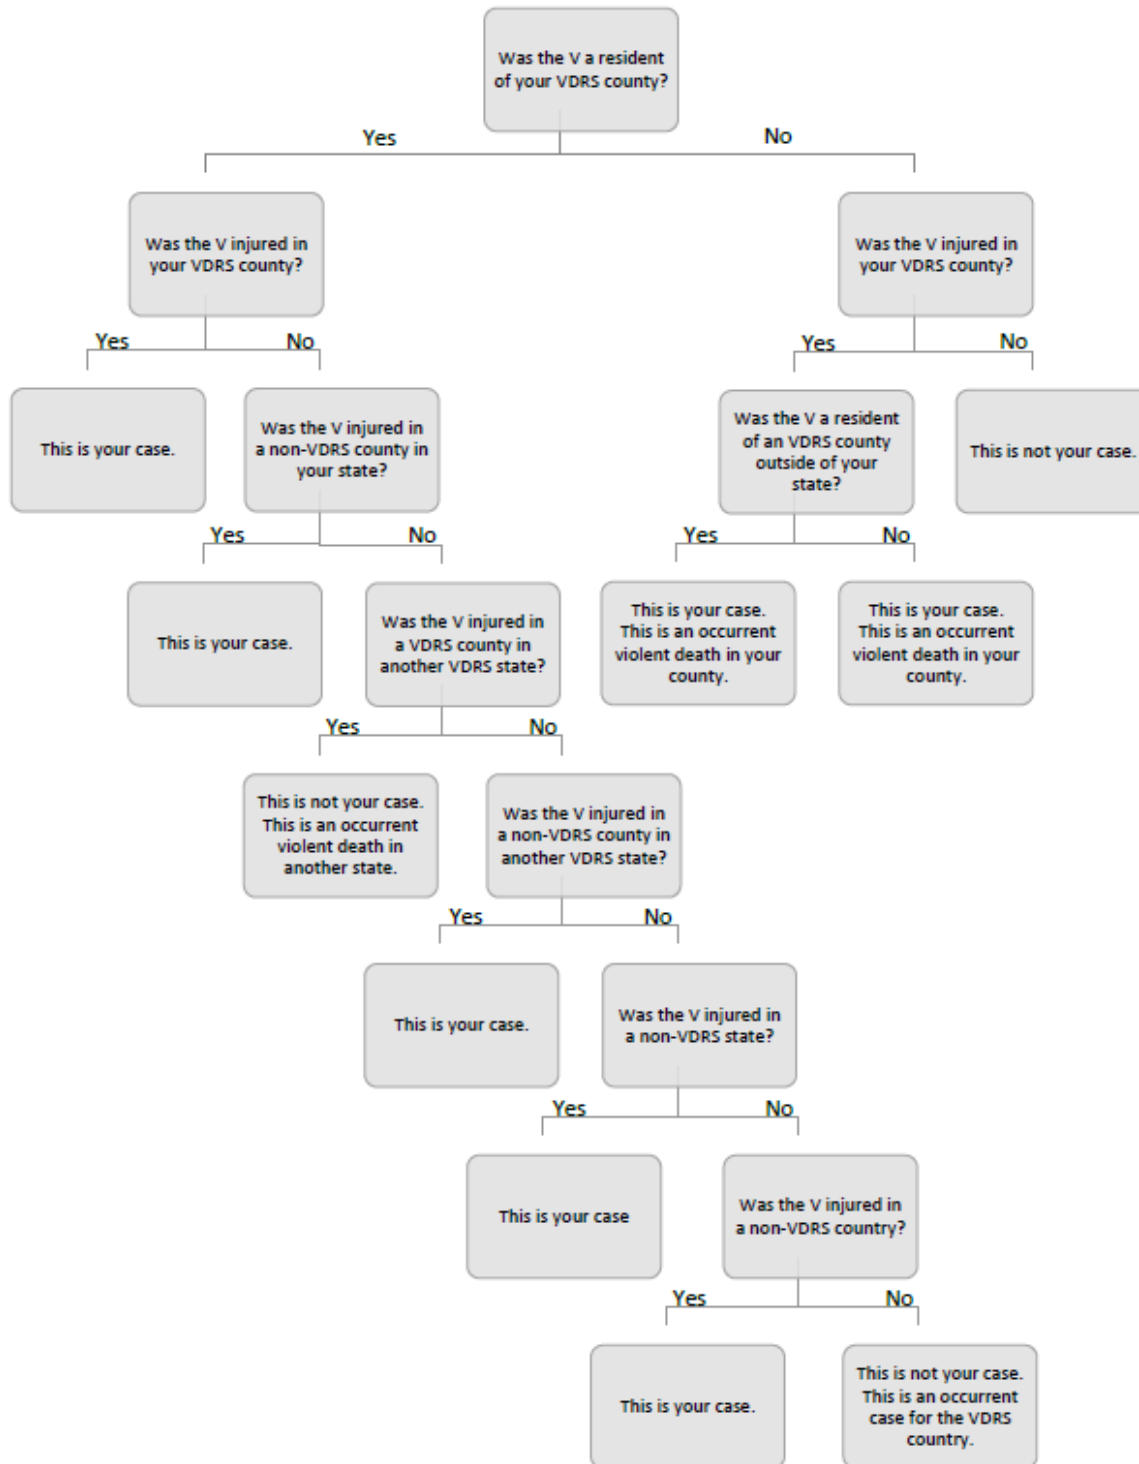 Was the V a resident
of your VDRS county?
Yes
No
Was the V injured in
your VDRS county?
Was the V injured in
your VDRS county?
Yes
No
Yes
No
This is your case.
Was the V injured in
a non-VDRS county in
your state?
Was the V a resident
of an VDRS county
outside of your
state?
This is not your case.
Yes
No
Yes
No
This is your case.
Was the V injured in
a VDRS county in
another VDRS state?
This is your case.
This is an occurrent
violent death in your
county.
This is your case.
This is an occurrent
violent death in your
county.
Yes
No
This is not your case.
This is an occurrent
violent death in
another state.
Was the V injured in
a non-VDRS county in
another VDRS state?
Yes
No
This is your case.
Was the V injured in
a non-VDRS state?
Yes
No
This is your case
Was the V injured in
a non-VDRS country?
Yes
No
This is your case.
This is not your case.
This is an occurrent
case for the VDRS
country.